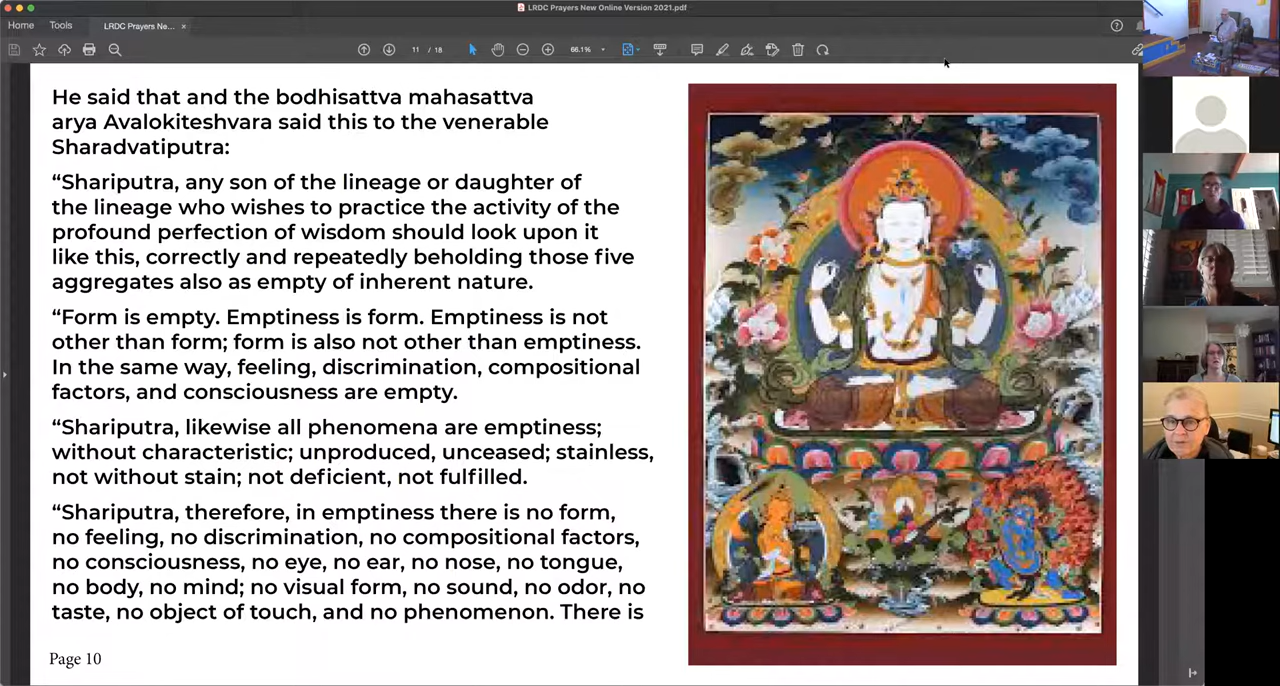 LRDC Prayers New Online Version 2021.pdf
Home Tools LRDC Prayers Ne... ×
11 / 18 66.1%
He said that and the bodhisattva mahasattva
arya Avalokiteshvara said this to the venerable
Sharadvatiputra:
“Shariputra, any son of the lineage or daughter of
the lineage who wishes to practice the activity of the
profound perfection of wisdom should look upon it
like this, correctly and repeatedly beholding those five
aggregates also as empty of inherent nature.
“Form is empty. Emptiness is form. Emptiness is not
other than form; form is also not other than emptiness.
In the same way, feeling, discrimination, compositional
factors, and consciousness are empty.
“Shariputra, likewise all phenomena are emptiness;
without characteristic; unproduced, unceased; stainless,
not without stain; not deficient, not fulfilled.
“Shariputra, therefore, in emptiness there is no form,
no feeling, no discrimination, no compositional factors,
no consciousness, no eye, no ear, no nose, no tongue,
no body, no mind; no visual form, no sound, no odor, no
taste, no object of touch, and no phenomenon. There is
Page 10